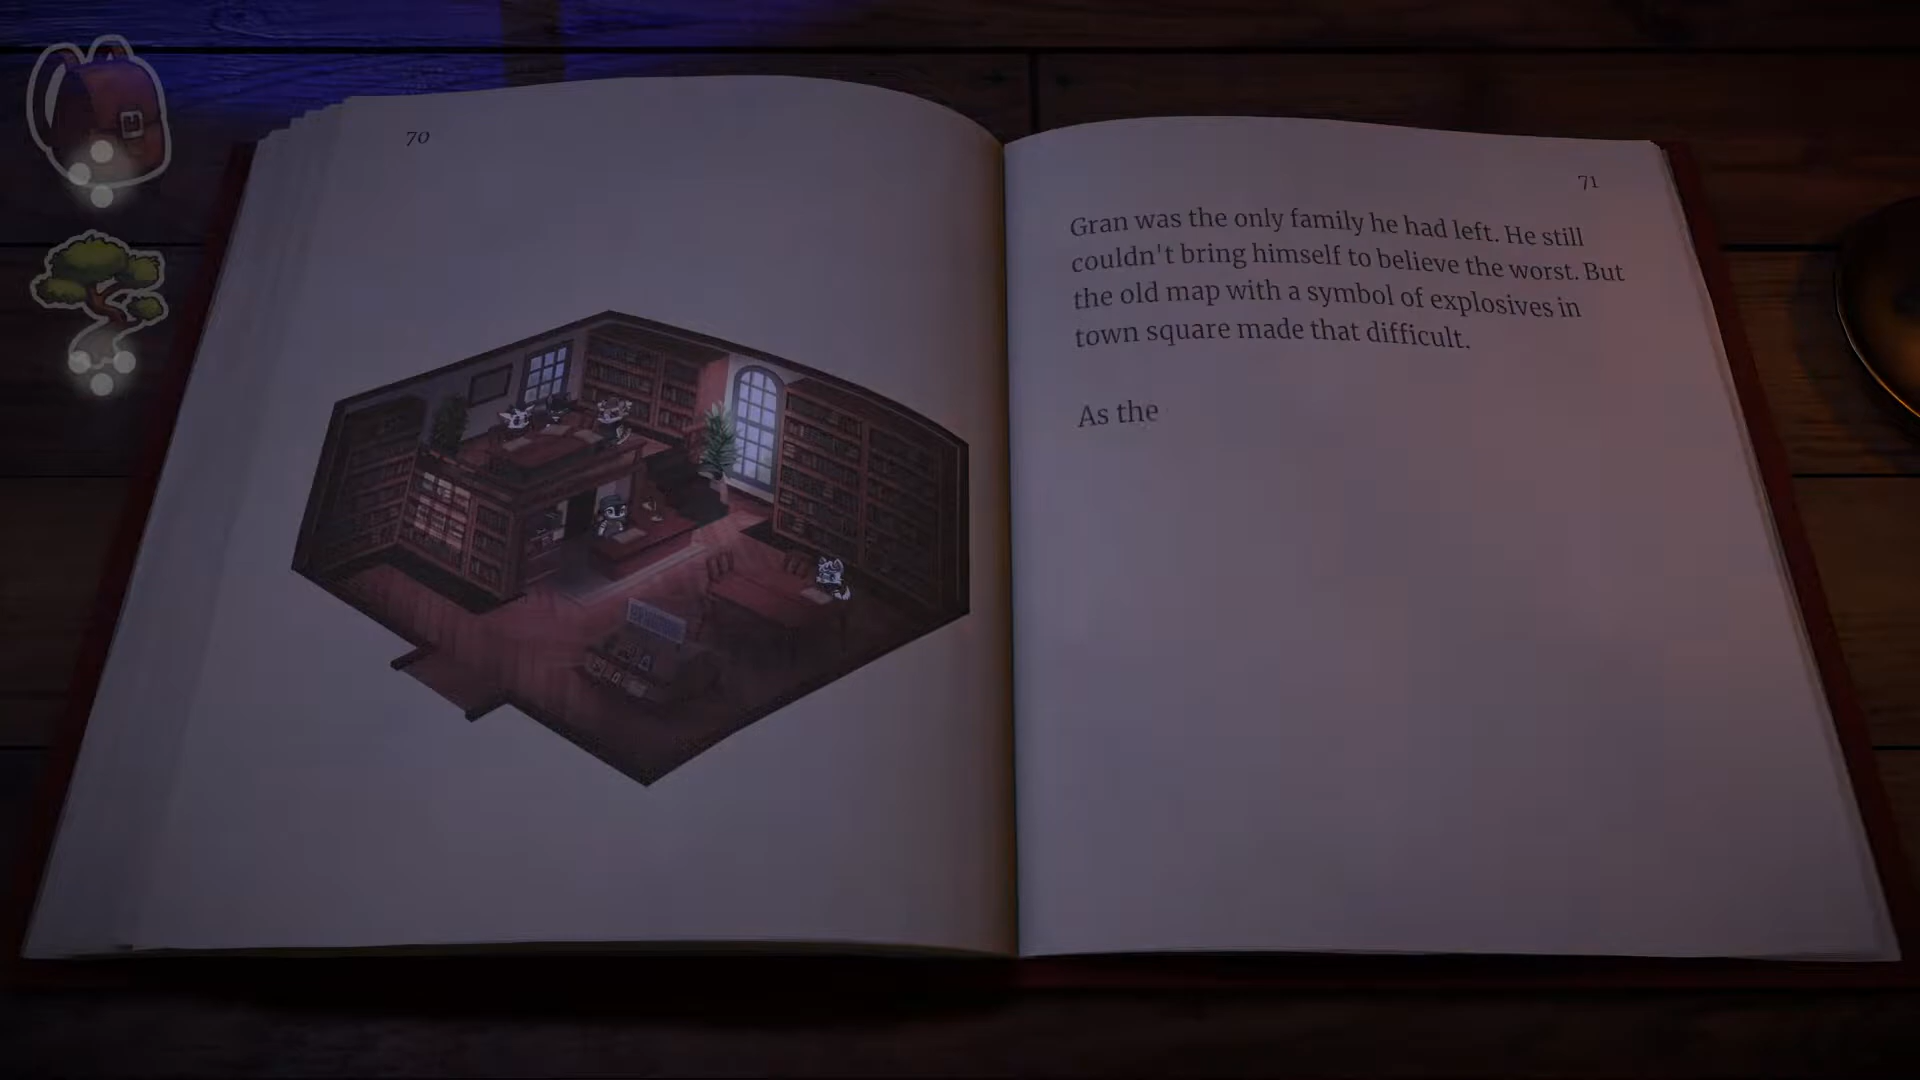 70
71
Gran was the only family he had left. He still
couldn't bring himself to believe the worst. But
the old map with a symbol of explosives in
town square made that difficult.
As the